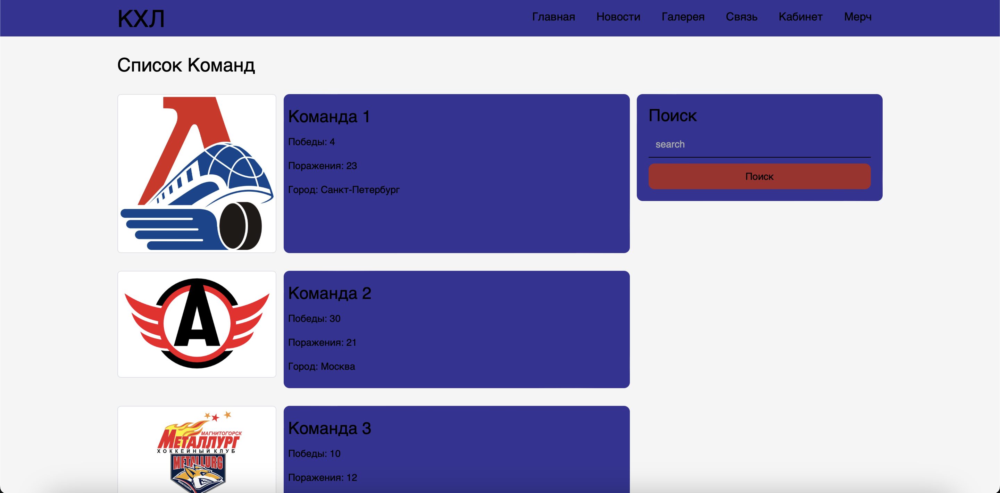 КХЛ
Главная Новости Галерея Связь Кабинет Мерч
Список Команд
Команда 1
Победы: 4
Поражения: 23
Город: Санкт-Петербург
Поиск
search
Поиск
А
Команда 2
Победы: 30
Поражения: 21
Город: Москва
МАГНИТОГОРСК
МЕТАЛЛУРГ
ХОККЕЙНЫЙ КЛУБ
METALLURG
MAGNITOGORSK
Команда 3
Победы: 10
Поражения: 12